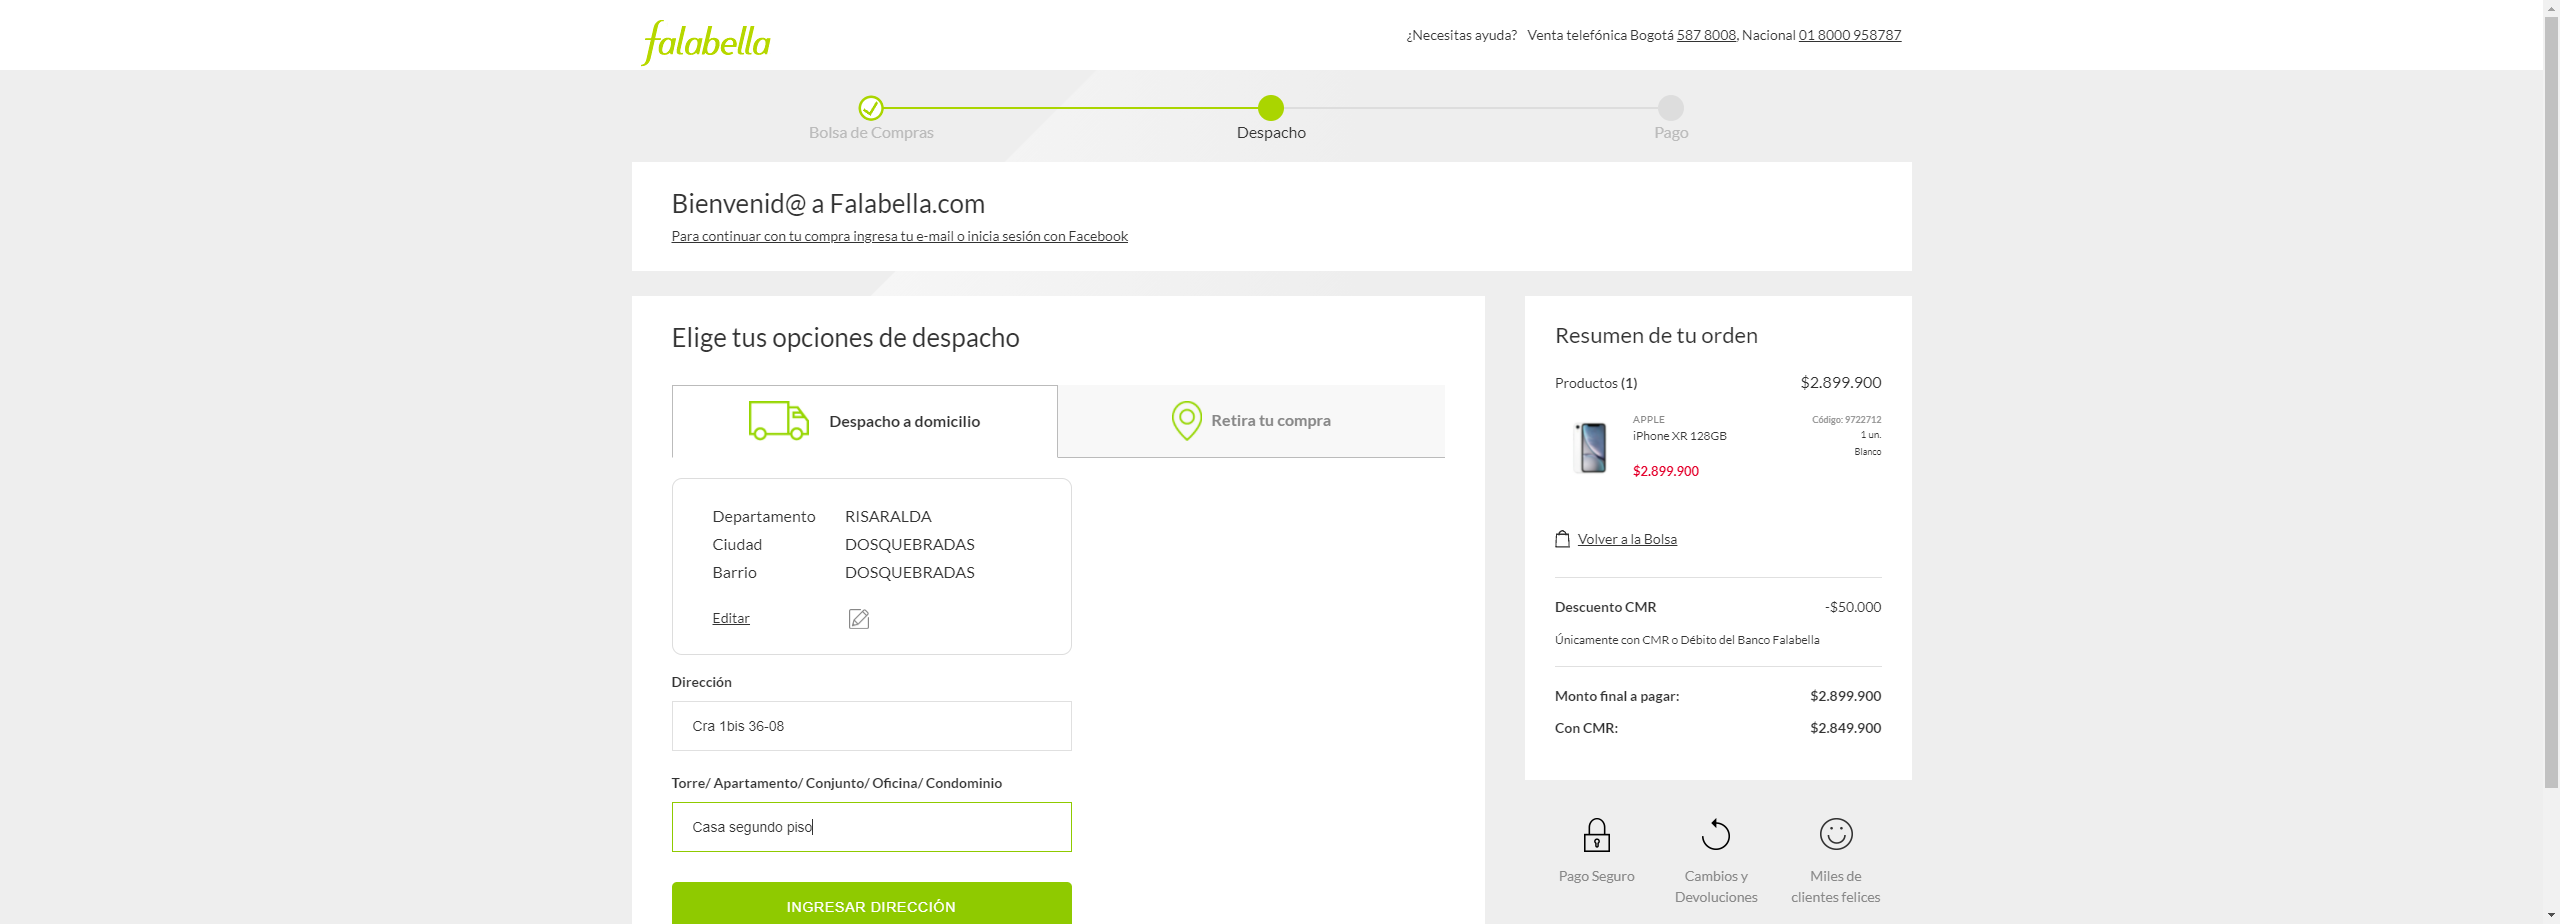 falabella
¿Necesitas ayuda? Venta telefónica Bogotá 587 8008, Nacional 01 8000 958787
Bolsa de Compras
Despacho
Pago
Bienvenid@ a Falabella.com
Para continuar con tu compra ingresa tu e-mail o inicia sesión con Facebook
Elige tus opciones de despacho
Despacho a domicilio
Retira tu compra
Departamento RISARALDA
Ciudad DOSQUEBRADAS
Barrio DOSQUEBRADAS
Editar
Dirección
Cra 1bis 36-08
Torre/ Apartamento/ Conjunto/ Oficina/ Condominio
Casa segundo piso
INGRESAR DIRECCIÓN
Resumen de tu orden
Productos (1) $2.899.900
APPLE Código: 9722712
iPhone XR 128GB 1 un.
Blanco
$2.899.900
Volver a la Bolsa
Descuento CMR -$50.000
Únicamente con CMR o Débito del Banco Falabella
Monto final a pagar: $2.899.900
Con CMR: $2.849.900
Pago Seguro
Cambios y
Devoluciones
Miles de
clientes felices